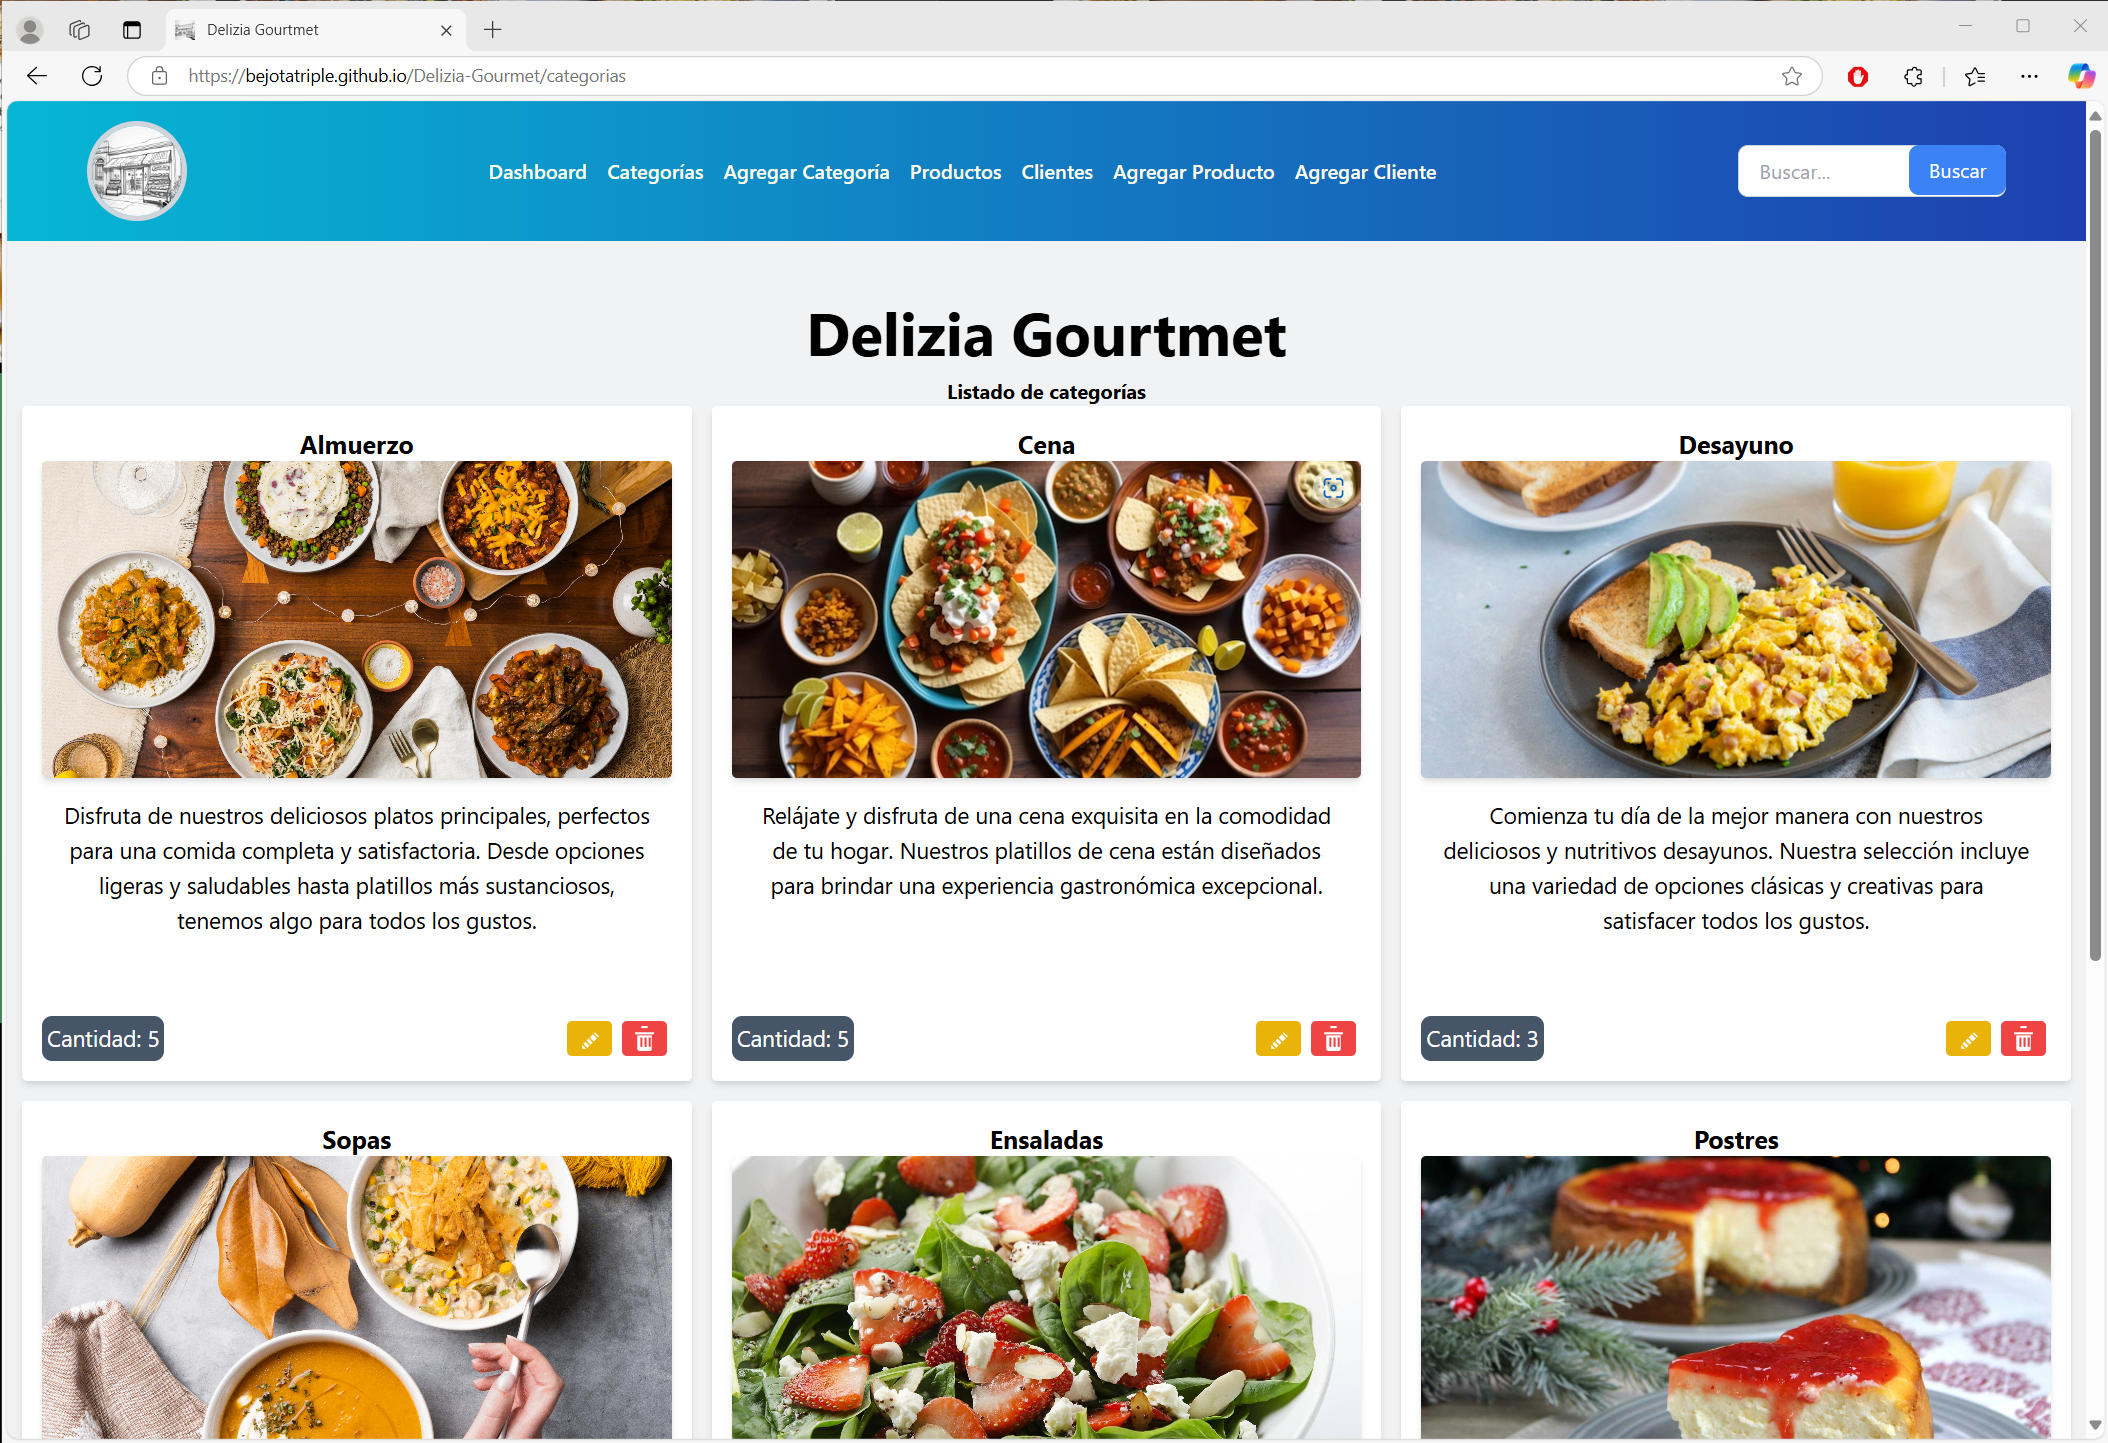 Delizia Gourtmet
https://bejotatriple.github.io/Delizia-Gourmet/categorias
Dashboard Categorías Agregar Categoría Productos Clientes Agregar Producto Agregar Cliente
Buscar... Buscar
Delizia Gourtmet
Listado de categorías
Almuerzo
Disfruta de nuestros deliciosos platos principales, perfectos
para una comida completa y satisfactoria. Desde opciones
ligeras y saludables hasta platillos más sustanciosos,
tenemos algo para todos los gustos.
Cantidad: 5
Cena
Relájate y disfruta de una cena exquisita en la comodidad
de tu hogar. Nuestros platillos de cena están diseñados
para brindar una experiencia gastronómica excepcional.
Cantidad: 5
Desayuno
Comienza tu día de la mejor manera con nuestros
deliciosos y nutritivos desayunos. Nuestra selección incluye
una variedad de opciones clásicas y creativas para
satisfacer todos los gustos.
Cantidad: 3
Sopas
Ensaladas
Postres